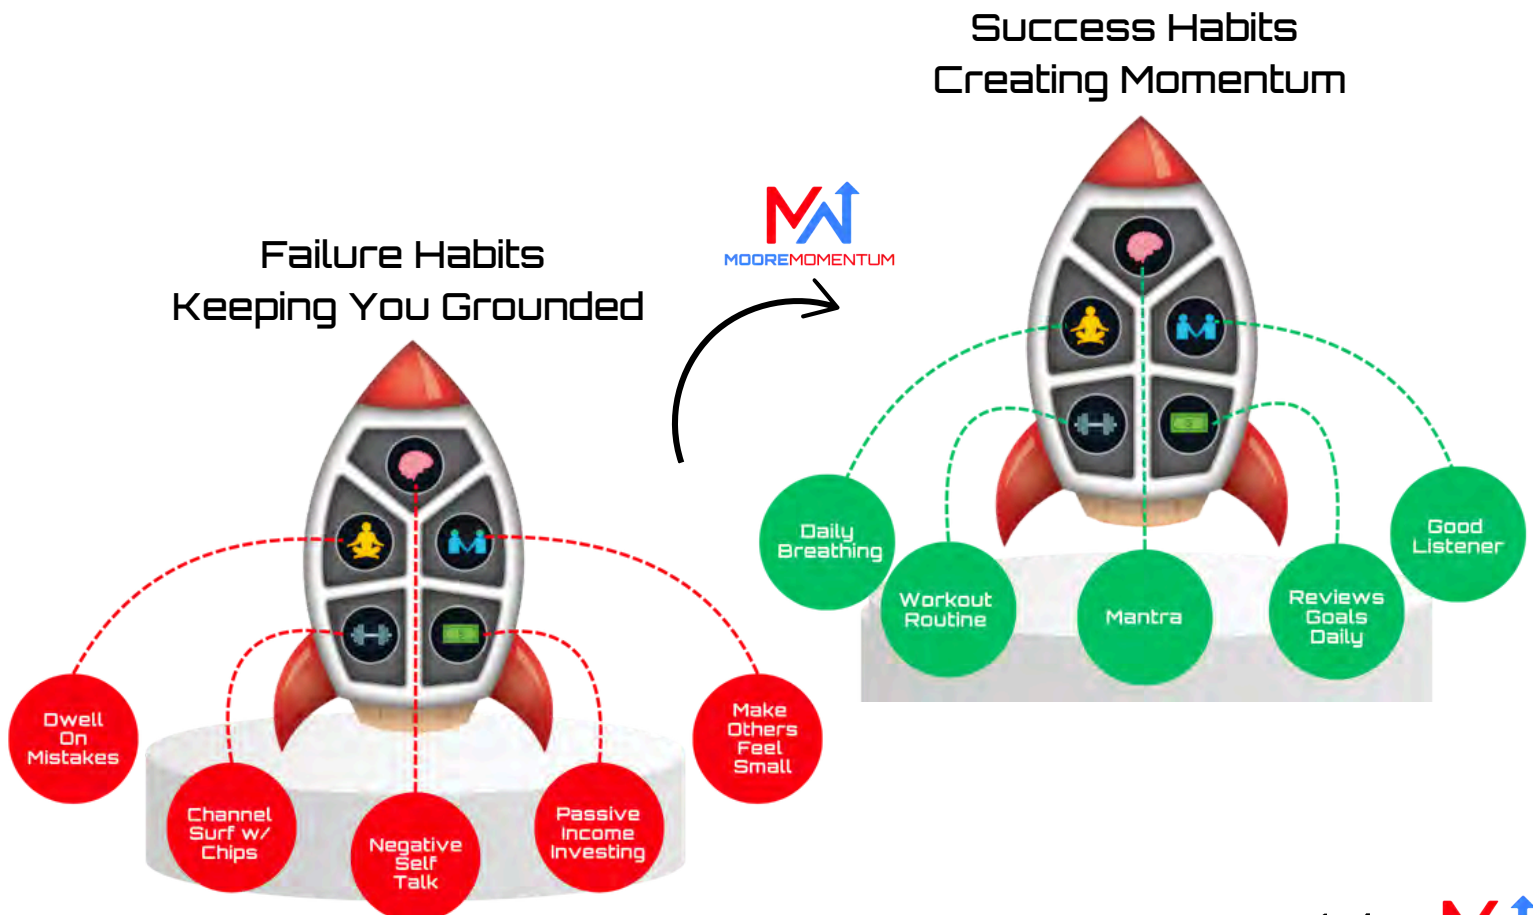 Success Habits
Creating Momentum
MOOREMOMENTUM
Failure Habits
Keeping You Grounded
Daily
Breathing
Workout
Routine
Mantra
Reviews
Goals
Daily
Good
Listener
Dwell
On
Mistakes
Channel
Surf w/
Chips
Negative
Self
Talk
Passive
Income
Investing
Make
Others
Feel
Small